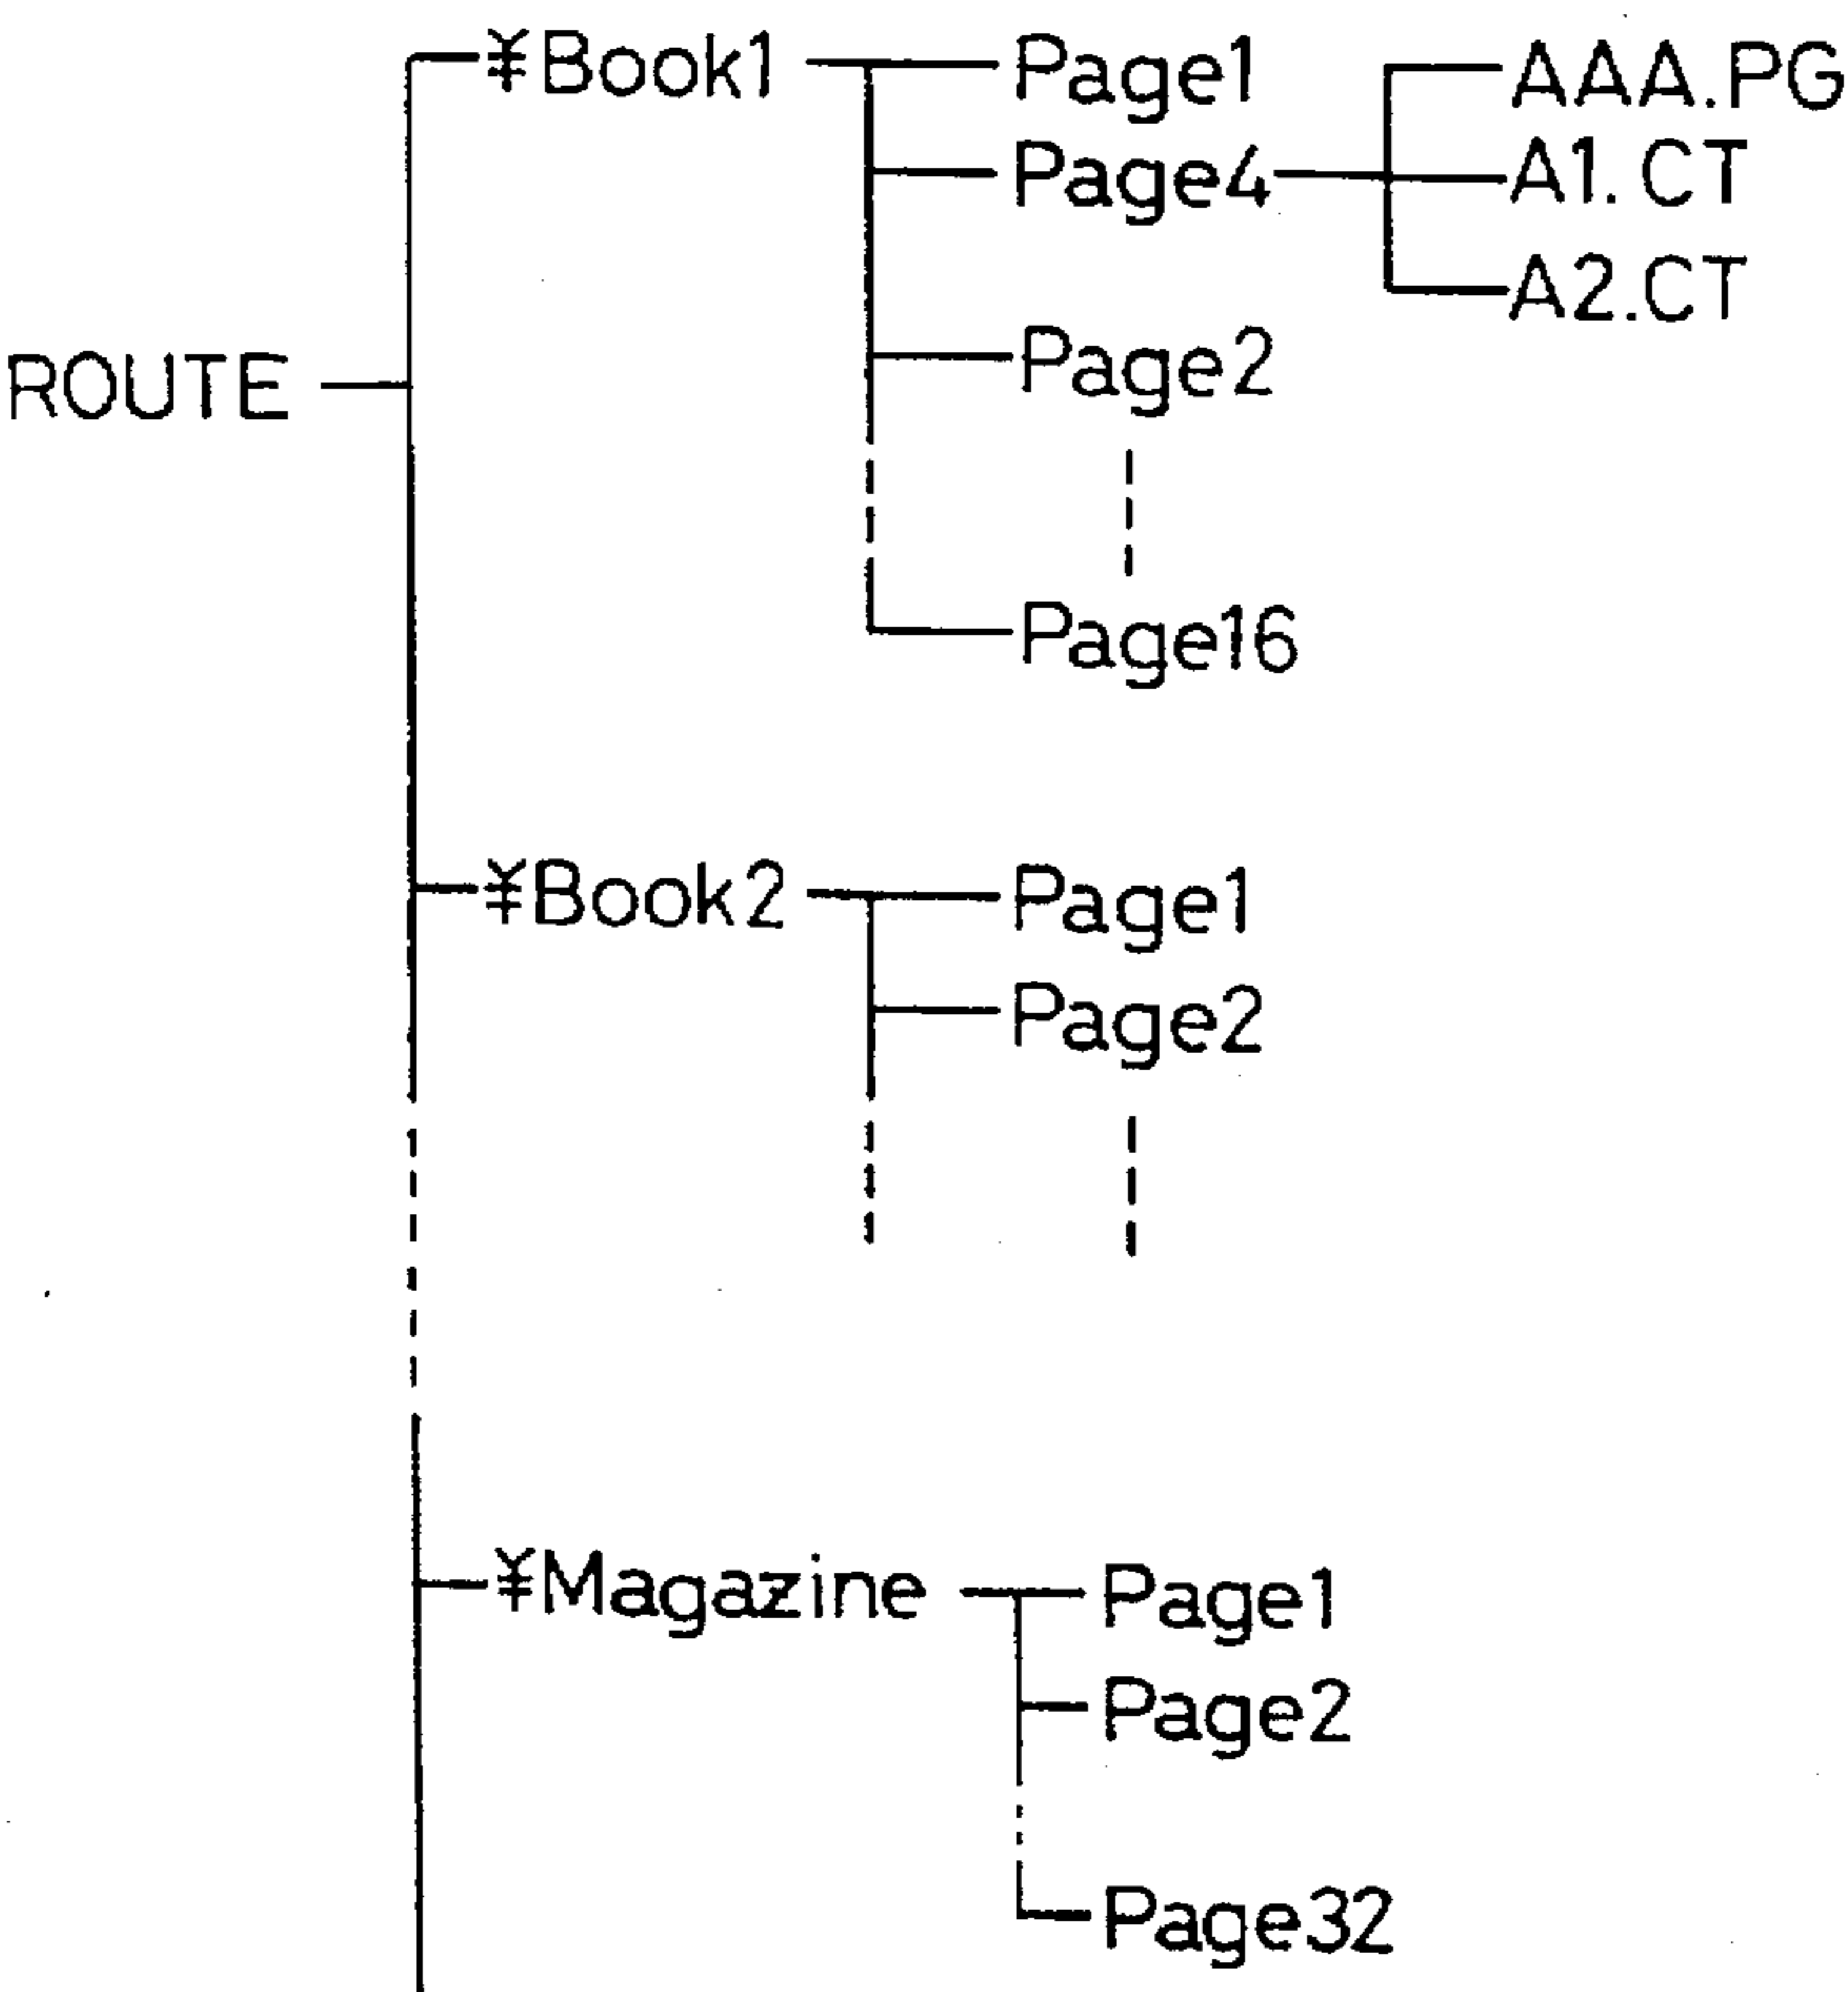 ¥Book1 Page1 AAA.PG
Page4 A1.CT
A2.CT
ROUTE Page2
Page16
¥Book2 Page1
Page2
¥Magazine Page1
Page2
Page32